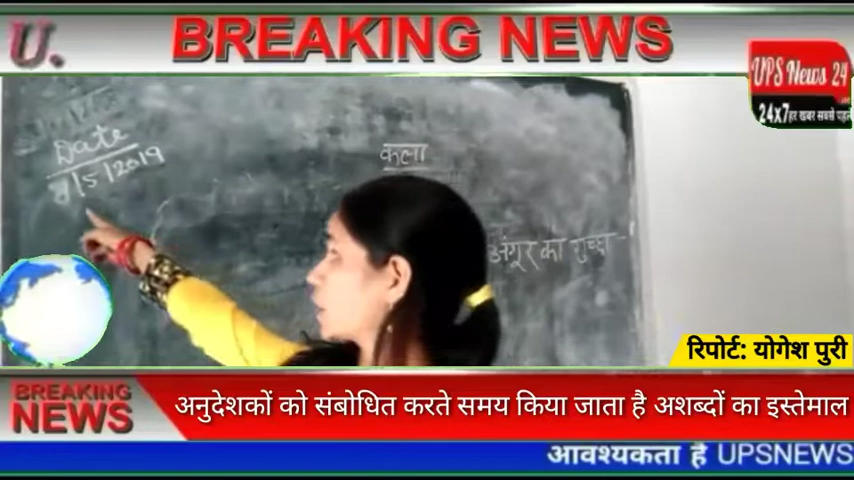 U.
BREAKING NEWS
UPS News 24
24x7 हर खबर सबसे पहले
Date
/5/2019
कला
अंगूर का गुच्छा -
रिपोर्ट: योगेश पुरी
BREAKING
NEWS
अनुदेशकों को संबोधित करते समय किया जाता है अशब्दों का इस्तेमाल
आवश्यकता है UPSNEWS